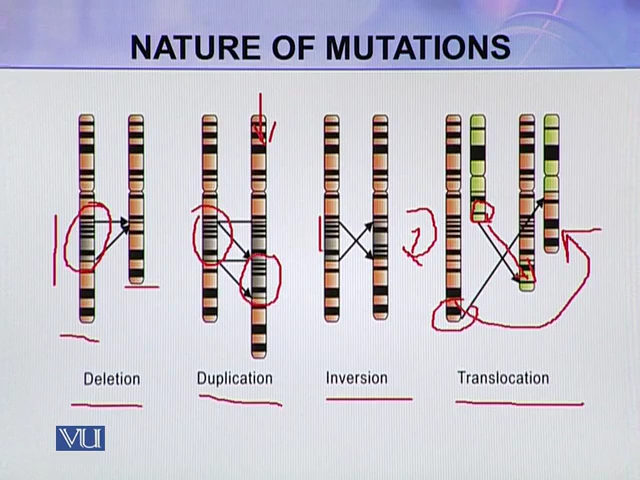 NATURE OF MUTATIONS
Deletion
Duplication
Inversion
Translocation
VU